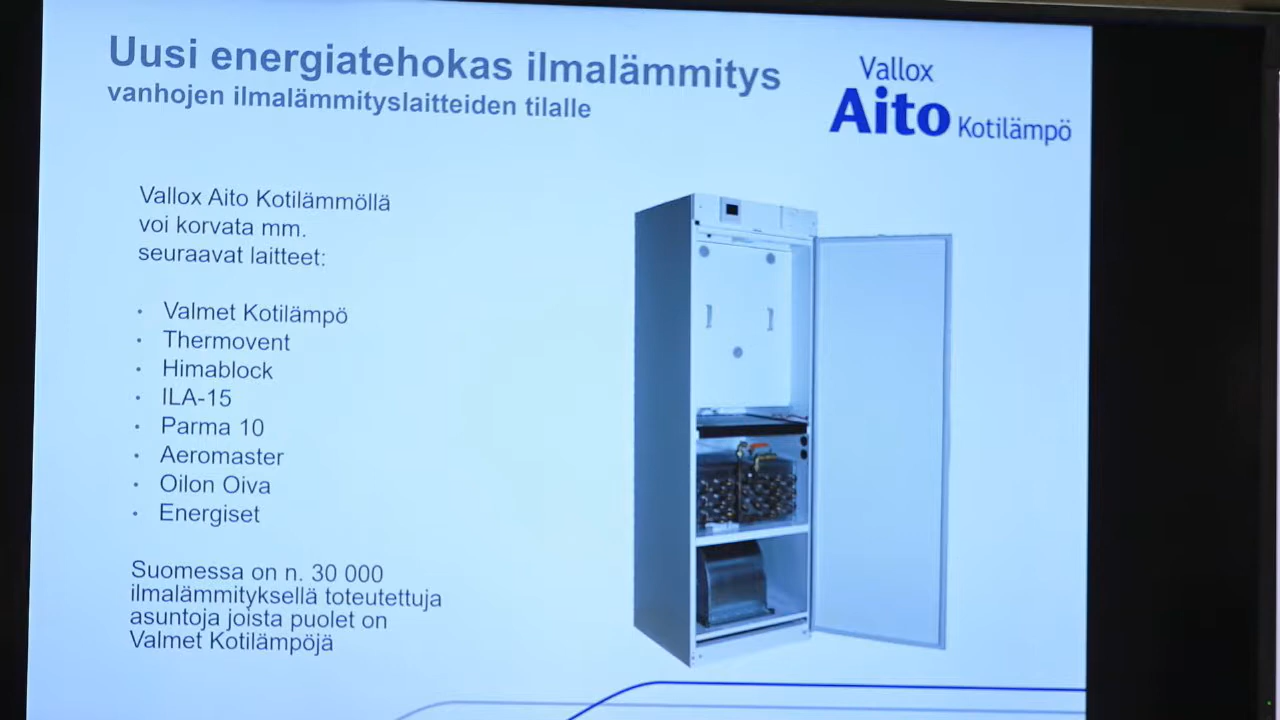 Uusi energiatehokas ilmalämmitys
vanhojen ilmalämmityslaitteiden tilalle
Vallox
Aito Kotilämpö
Vallox Aito Kotilämmöllä
voi korvata mm.
seuraavat laitteet:
• Valmet Kotilämpö
• Thermovent
• Himablock
• ILA-15
• Parma 10
• Aeromaster
• Oilon Oiva
• Energiset
Suomessa on n. 30 000
ilmalämmityksellä toteutettuja
asuntoja joista puolet on
Valmet Kotilämpöjä